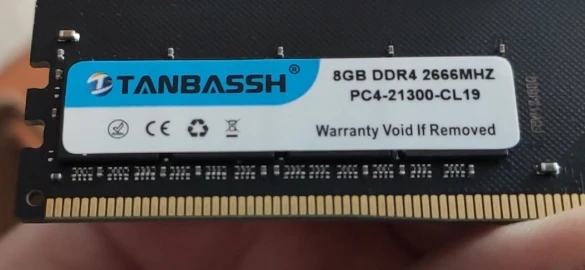 TANBASSH®
8GB DDR4 2666MHZ
PC4-21300-CL19
CE
Warranty Void If Removed